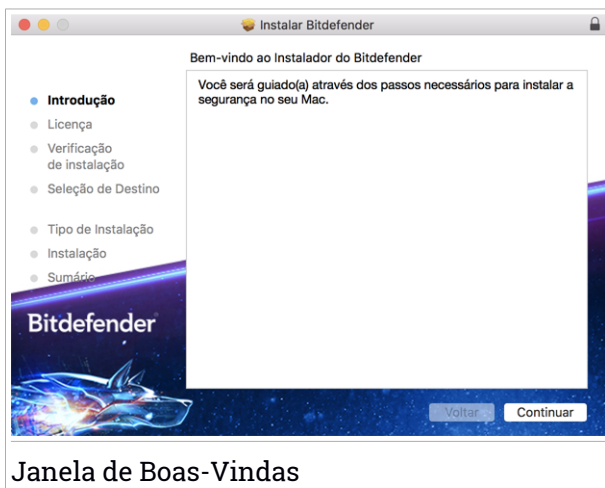 Instalar Bitdefender
Bem-vindo ao Instalador do Bitdefender
Introdução
Licença
Verificação
de instalação
Seleção de Destino
Tipo de Instalação
Instalação
Sumário
Você será guiado(a) através dos passos necessários para instalar a
segurança no seu Mac.
Bitdefender
Voltar
Continuar
Janela de Boas-Vindas